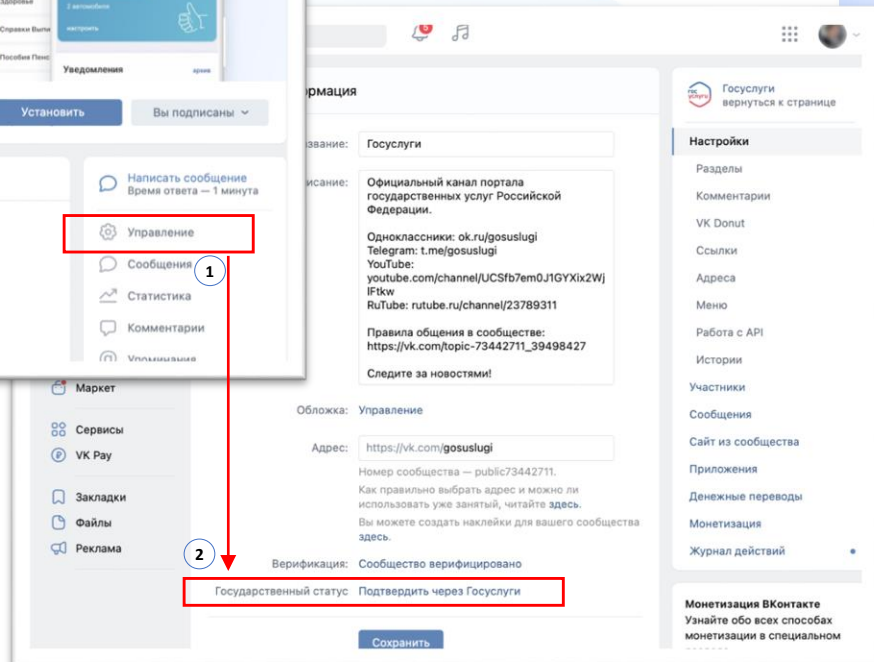 здоровье
2 автомобиля
Справки Выпи
настроить
Пособия Пенс
Уведомления
архив
Установить
Вы подписаны
Написать сообщение
Время ответа — 1 минута
Управление
Сообщения
1
Статистика
Комментарии
Упоминания
Маркет
Сервисы
VK Pay
Закладки
Файлы
Реклама
2
рмация
звание:
Госуслуги
исание:
Официальный канал портала
государственных услуг Российской
Федерации.
Одноклассники: ok.ru/gosuslugi
Telegram: t.me/gosuslugi
YouTube:
youtube.com/channel/UCSfb7em0J1GYXix2Wj
IFtkw
RuTube: rutube.ru/channel/23789311
Правила общения в сообществе:
https://vk.com/topic-73442711_39498427
Следите за новостями!
Обложка:
Управление
Адрес:
https://vk.com/gosuslugi
Номер сообщества — public73442711.
Как правильно выбрать адрес и можно ли
использовать уже занятый, читайте здесь.
Вы можете создать наклейки для вашего сообщества
здесь.
Верификация:
Сообщество верифицировано
Государственный статус
Подтвердить через Госуслуги
Сохранить
гос
услуги
Госуслуги
вернуться к странице
Настройки
Разделы
Комментарии
VK Donut
Ссылки
Адреса
Меню
Работа с API
Истории
Участники
Сообщения
Сайт из сообщества
Приложения
Денежные переводы
Монетизация
Журнал действий
Монетизация ВКонтакте
Узнайте обо всех способах
монетизации в специальном